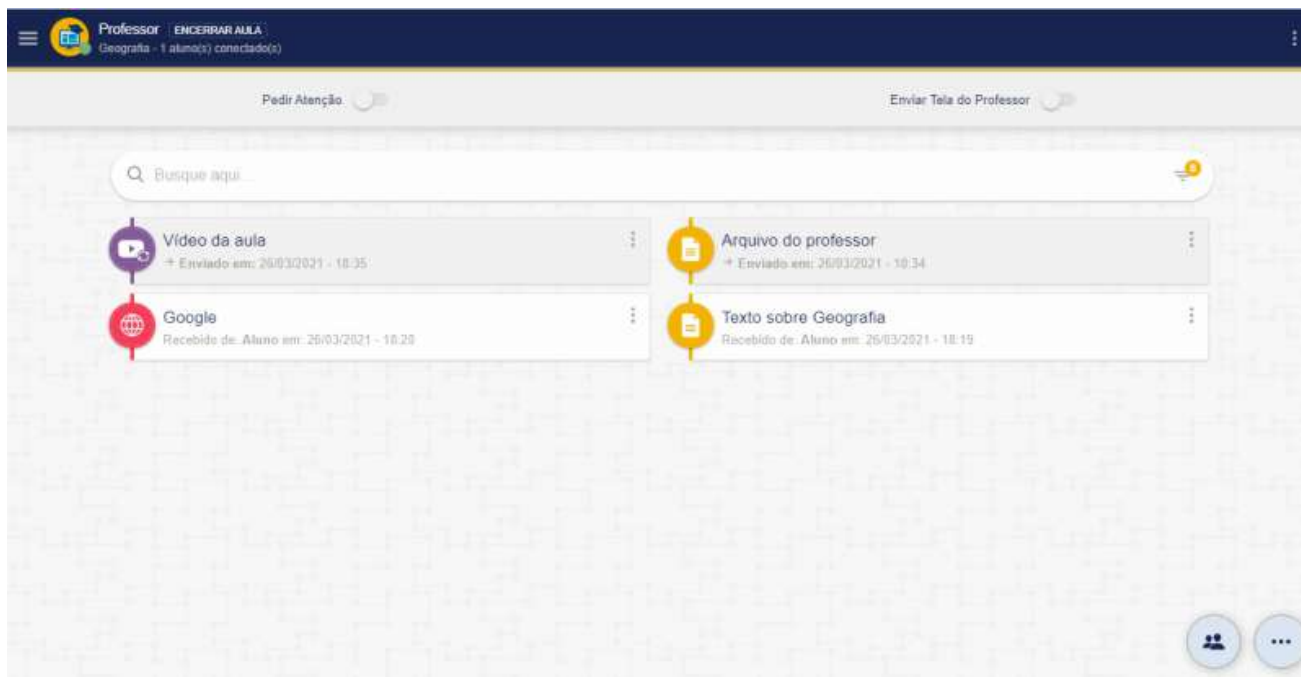 Professor ENCERRAR AULA
Geografia - 1 aluno(s) conectado(s)
Pedir Atenção
Enviar Tela do Professor
Busque aqui...
Vídeo da aula
Enviado em: 26/03/2021 - 18:35
Arquivo do professor
Enviado em: 26/03/2021 - 18:34
Google
Recebido de: Aluno em: 26/03/2021 - 18:20
Texto sobre Geografia
Recebido de: Aluno em: 26/03/2021 - 18:19